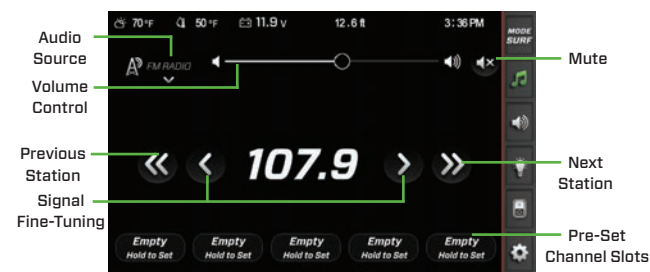 70°F 50°F 11.9 v 12.6 ft 3:36 PM
MODE
SURF
Audio
Source
FM RADIO
Mute
Volume
Control
Previous
Station
107.9
Next
Station
Signal
Fine-Tuning
Empty
Hold to Set
Empty
Hold to Set
Empty
Hold to Set
Empty
Hold to Set
Empty
Hold to Set
Pre-Set
Channel Slots